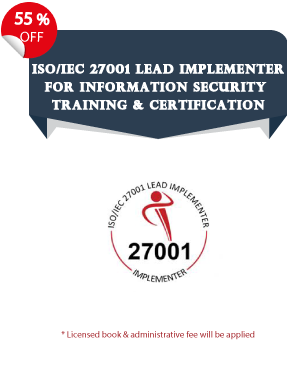 55 %
OFF
ISO/IEC 27001 LEAD IMPLEMENTER
FOR INFORMATION SECURITY
TRAINING & CERTIFICATION
ISO/IEC 27001 LEAD IMPLEMENTER
27001
IMPLEMENTER
* Licensed book & administrative fee will be applied